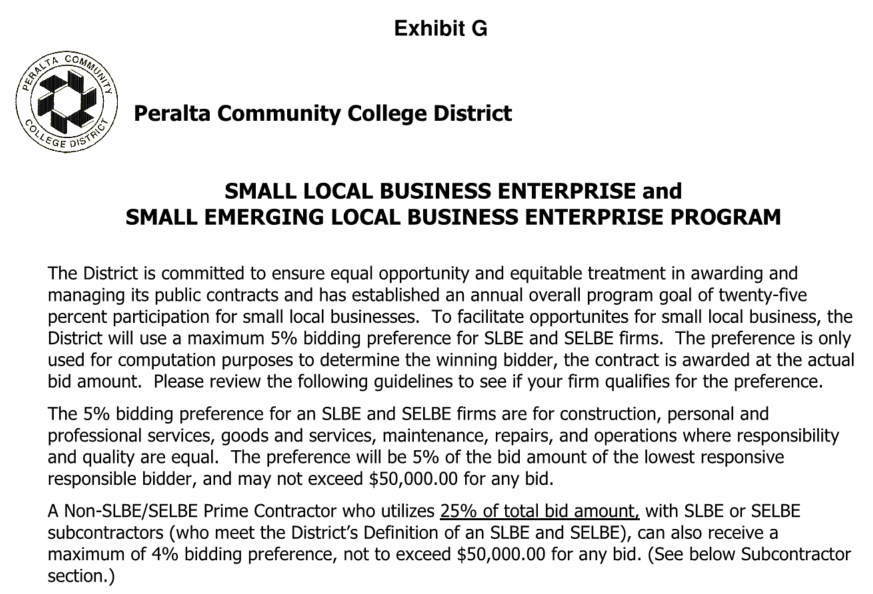 Exhibit G
PERALTA COMMUNITY
COLLEGE DISTRICT
Peralta Community College District
SMALL LOCAL BUSINESS ENTERPRISE and
SMALL EMERGING LOCAL BUSINESS ENTERPRISE PROGRAM
The District is committed to ensure equal opportunity and equitable treatment in awarding and
managing its public contracts and has established an annual overall program goal of twenty-five
percent participation for small local businesses.  To facilitate opportunites for small local business, the
District will use a maximum 5% bidding preference for SLBE and SELBE firms.  The preference is only
used for computation purposes to determine the winning bidder, the contract is awarded at the actual
bid amount.  Please review the following guidelines to see if your firm qualifies for the preference.
The 5% bidding preference for an SLBE and SELBE firms are for construction, personal and
professional services, goods and services, maintenance, repairs, and operations where responsibility
and quality are equal.  The preference will be 5% of the bid amount of the lowest responsive
responsible bidder, and may not exceed $50,000.00 for any bid.
A Non-SLBE/SELBE Prime Contractor who utilizes 25% of total bid amount, with SLBE or SELBE
subcontractors (who meet the District's Definition of an SLBE and SELBE), can also receive a
maximum of 4% bidding preference, not to exceed $50,000.00 for any bid. (See below Subcontractor
section.)